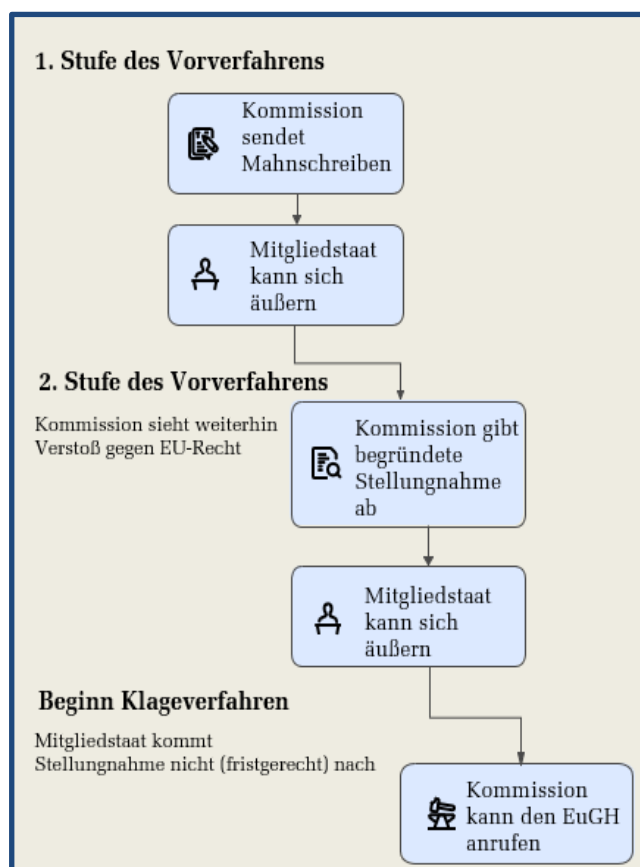 1. Stufe des Vorverfahrens
Kommission
sendet
Mahnschreiben
Mitgliedstaat
kann sich
äußern
2. Stufe des Vorverfahrens
Kommission sieht weiterhin
Verstoß gegen EU-Recht
Kommission gibt
begründete
Stellungnahme
ab
Mitgliedstaat
kann sich
äußern
Beginn Klageverfahren
Mitgliedstaat kommt
Stellungnahme nicht (fristgerecht) nach
Kommission
kann den EuGH
anrufen